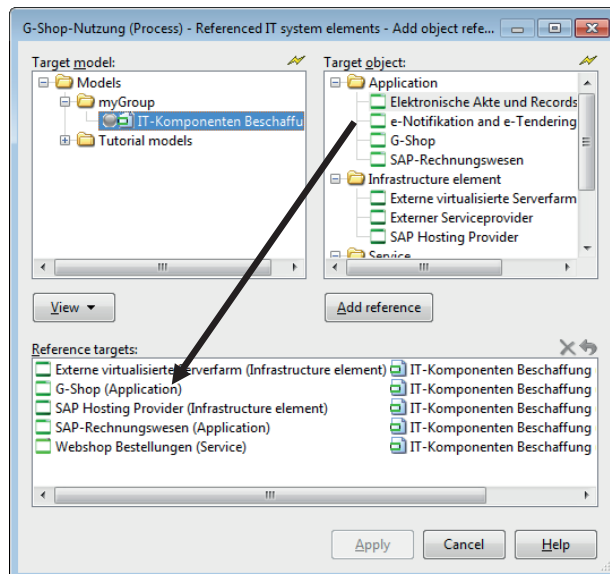 G-Shop-Nutzung (Process) - Referenced IT system elements - Add object refe...
Target model:
Models
myGroup
IT-Komponenten Beschaffu
Tutorial models
Target object:
Application
Elektronische Akte und Records
e-Notifikation and e-Tendering
G-Shop
SAP-Rechnungswesen
Infrastructure element
Externe virtualisierte Serverfarm
Externer Serviceprovider
SAP Hosting Provider
Service
View
Add reference
Reference targets:
Externe virtualisierte Serverfarm (Infrastructure element) IT-Komponenten Beschaffung
G-Shop (Application) IT-Komponenten Beschaffung
SAP Hosting Provider (Infrastructure element) IT-Komponenten Beschaffung
SAP-Rechnungswesen (Application) IT-Komponenten Beschaffung
Webshop Bestellungen (Service) IT-Komponenten Beschaffung
Apply
Cancel
Help